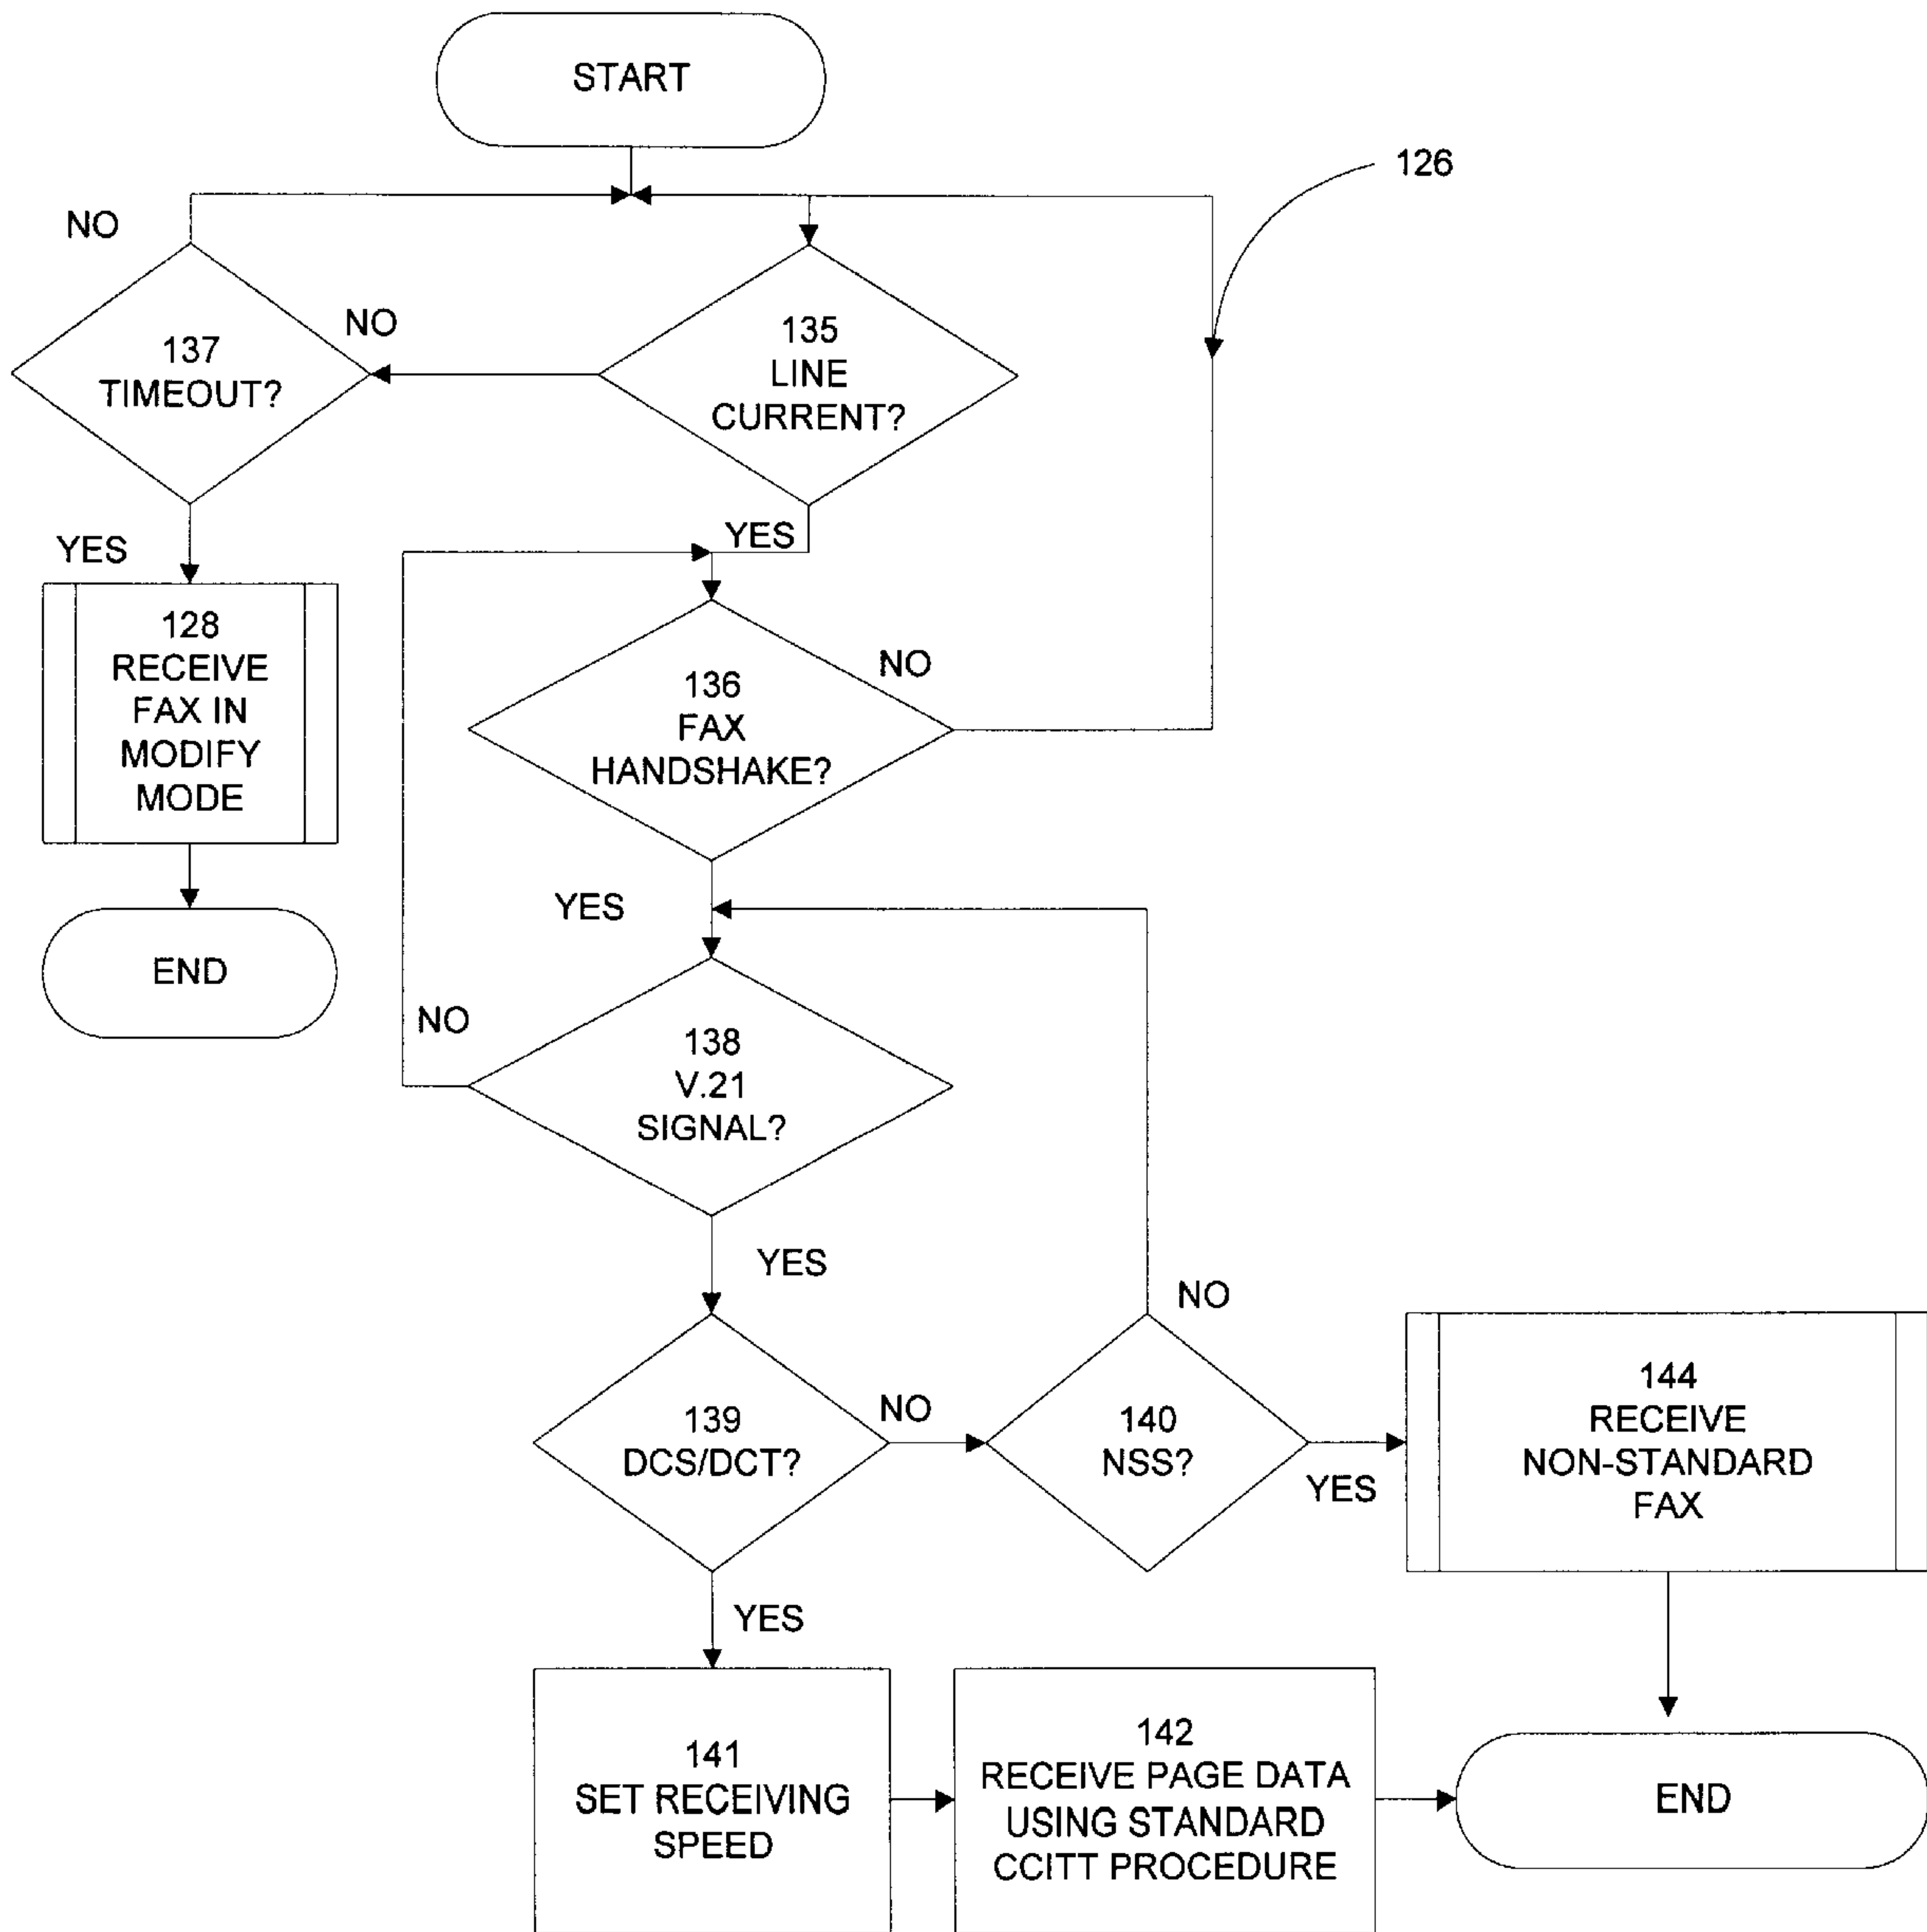 START
126
NO
137
TIMEOUT?
NO
135
LINE
CURRENT?
YES
YES
128
RECEIVE
FAX IN
MODIFY
MODE
136
FAX
HANDSHAKE?
NO
YES
END
NO
138
V.21
SIGNAL?
YES
139
DCS/DCT?
NO
140
NSS?
NO
YES
144
RECEIVE
NON-STANDARD
FAX
YES
141
SET RECEIVING
SPEED
142
RECEIVE PAGE DATA
USING STANDARD
CCITT PROCEDURE
END